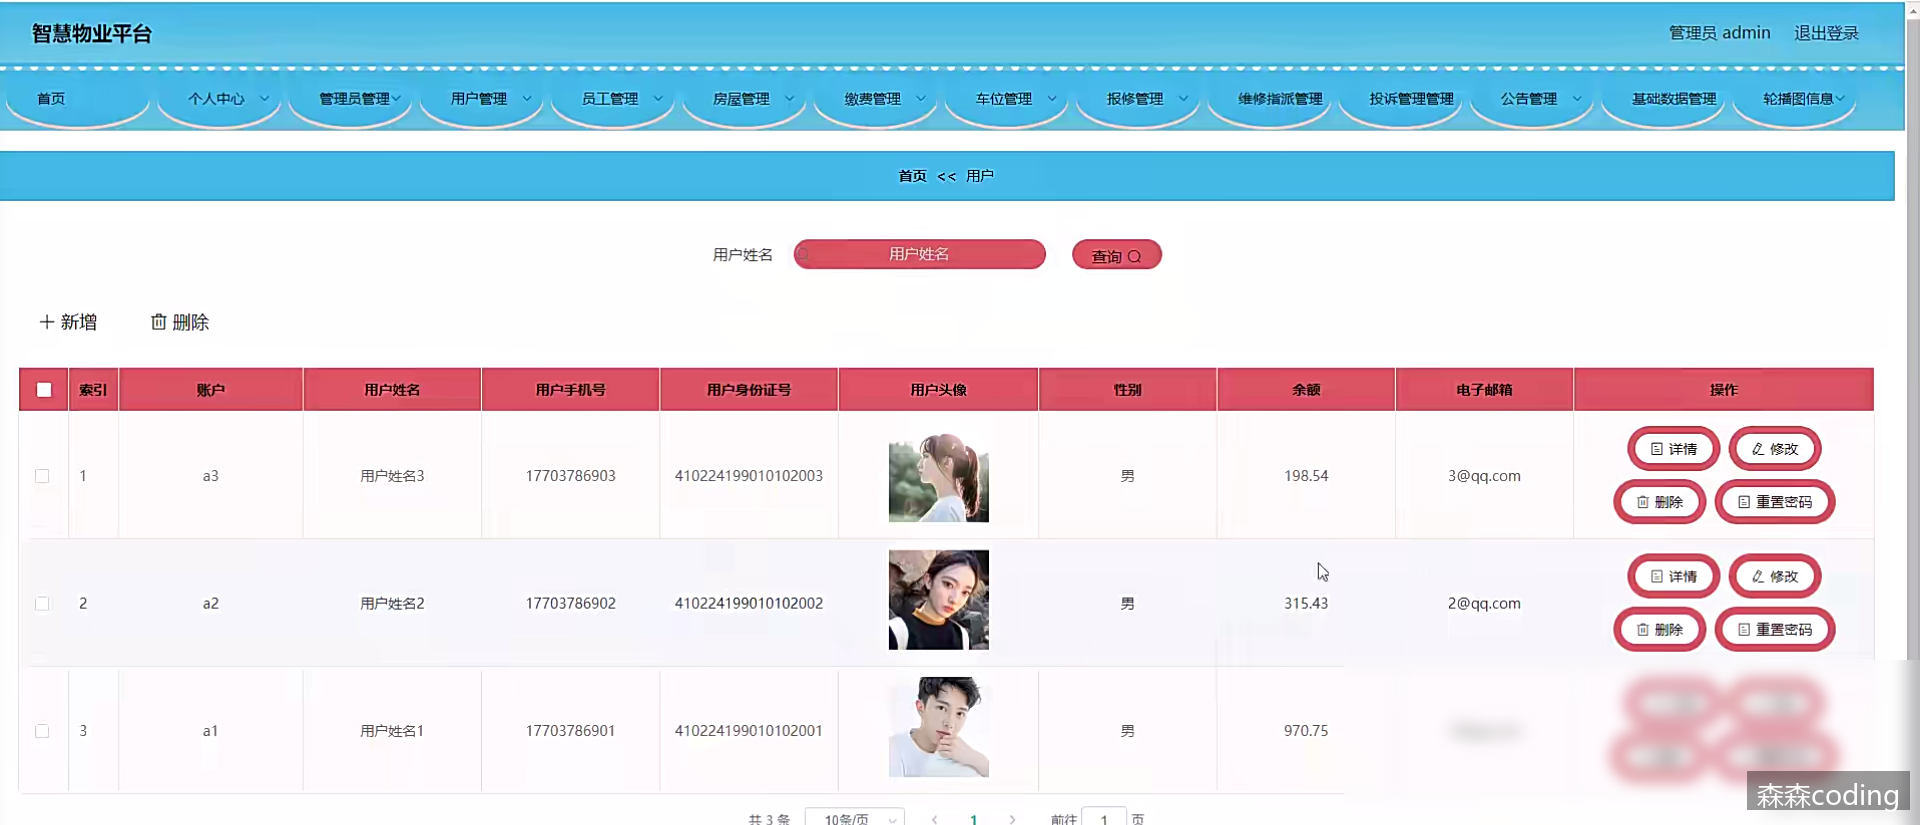 智慧物业平台 管理员 admin 退出登录
首页 个人中心 管理员管理 用户管理 员工管理 房屋管理 缴费管理 车位管理 报修管理 维修指派管理 投诉管理管理 公告管理 基础数据管理 轮播图信息
首页 << 用户
用户姓名 用户姓名 查询
新增 删除
索引 账户 用户姓名 用户手机号 用户身份证号 用户头像 性别 余额 电子邮箱 操作
1 a3 用户姓名3 17703786903 410224199010102003 男 198.54 3@qq.com 详情 修改
删除 重置密码
2 a2 用户姓名2 17703786902 410224199010102002 男 315.43 2@qq.com 详情 修改
删除 重置密码
3 a1 用户姓名1 17703786901 410224199010102001 男 970.75
森森coding
共 3 条 10条/页 1 前往 1 页